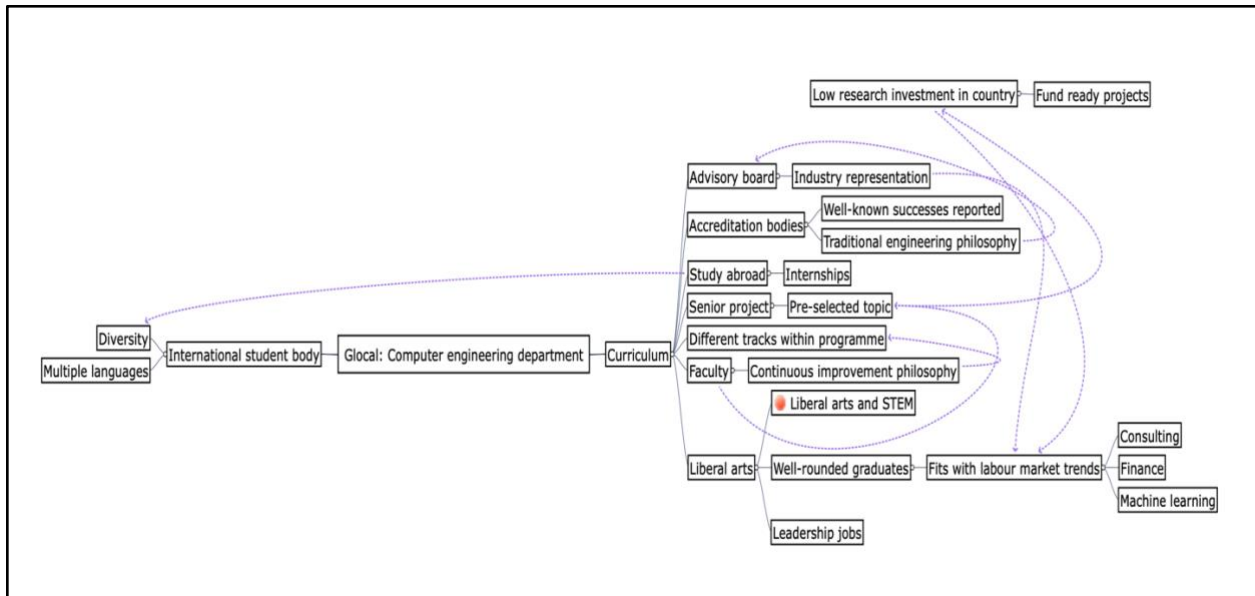 Low research investment in country
Fund ready projects
Advisory board
Industry representation
Accreditation bodies
Well-known successes reported
Traditional engineering philosophy
Study abroad
Internships
Senior project
Pre-selected topic
Different tracks within programme
Faculty
Continuous improvement philosophy
Diversity
Multiple languages
International student body
Glocal: Computer engineering department
Curriculum
Liberal arts and STEM
Liberal arts
Well-rounded graduates
Fits with labour market trends
Consulting
Finance
Machine learning
Leadership jobs